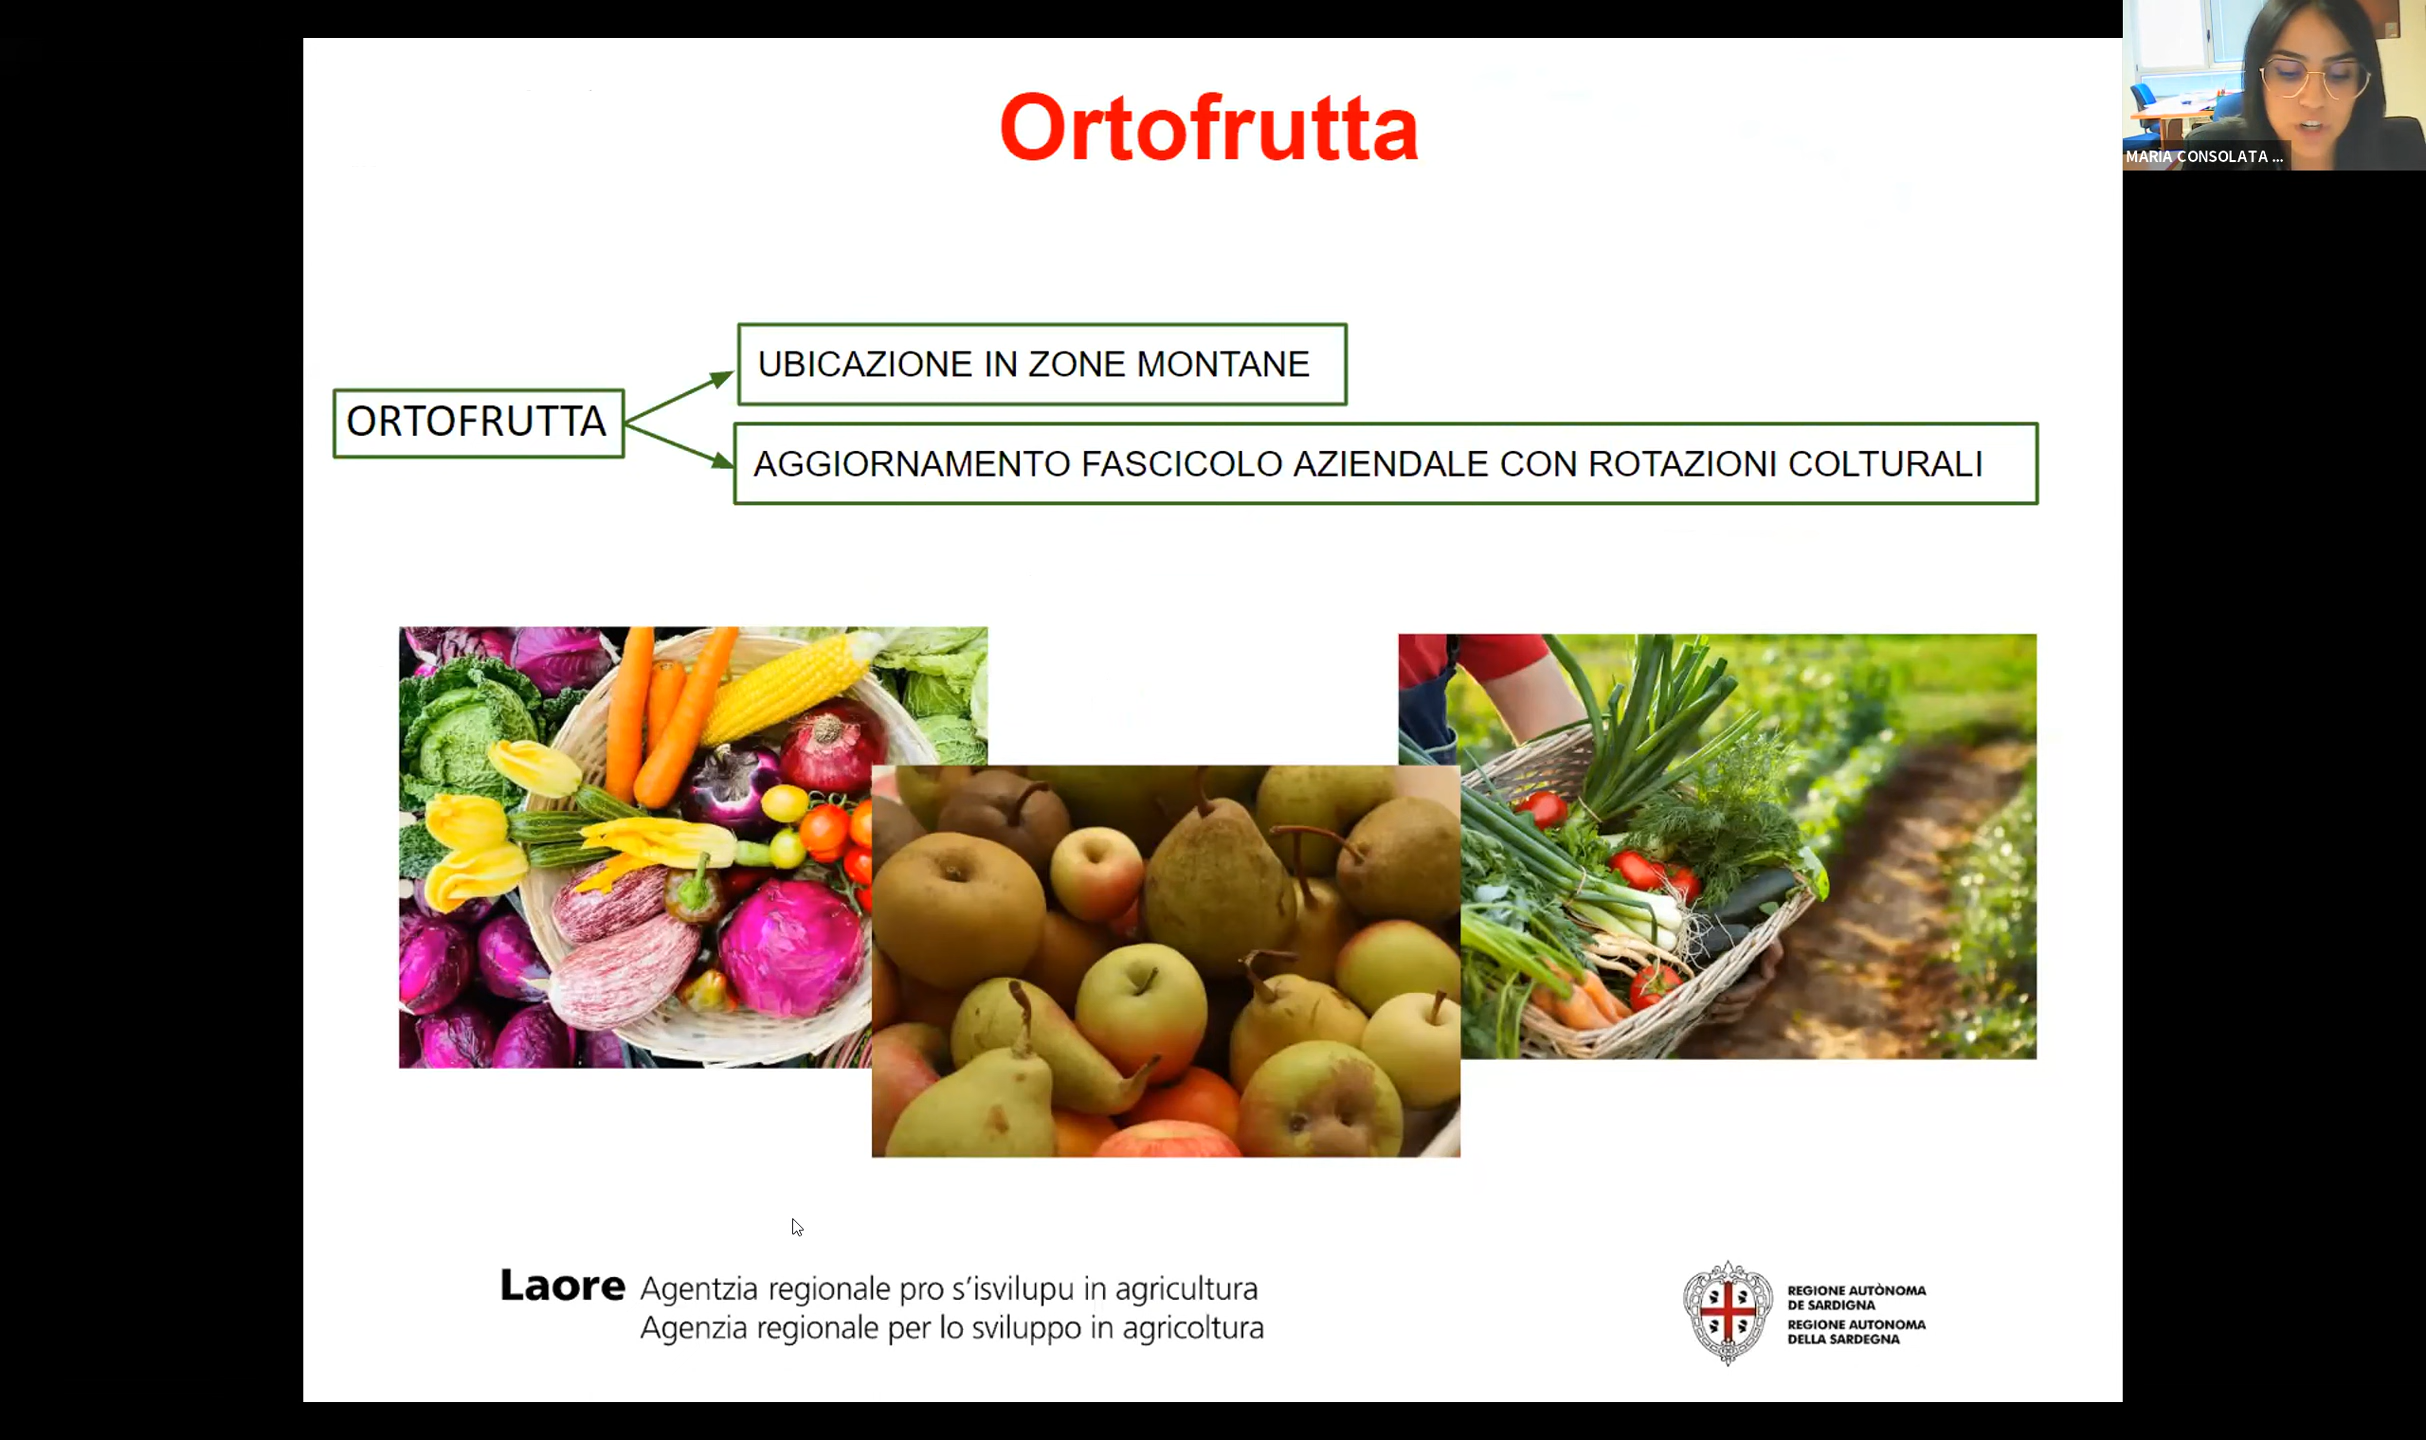 Ortofrutta
MARIA CONSOLATA ...
UBICAZIONE IN ZONE MONTANE
ORTOFRUTTA
AGGIORNAMENTO FASCICOLO AZIENDALE CON ROTAZIONI COLTURALI
Laore Agentzia regionale pro s'isvilupu in agricultura
Agenzia regionale per lo sviluppo in agricoltura
REGIONE AUTÒNOMA
DE SARDIGNA
REGIONE AUTONOMA
DELLA SARDEGNA